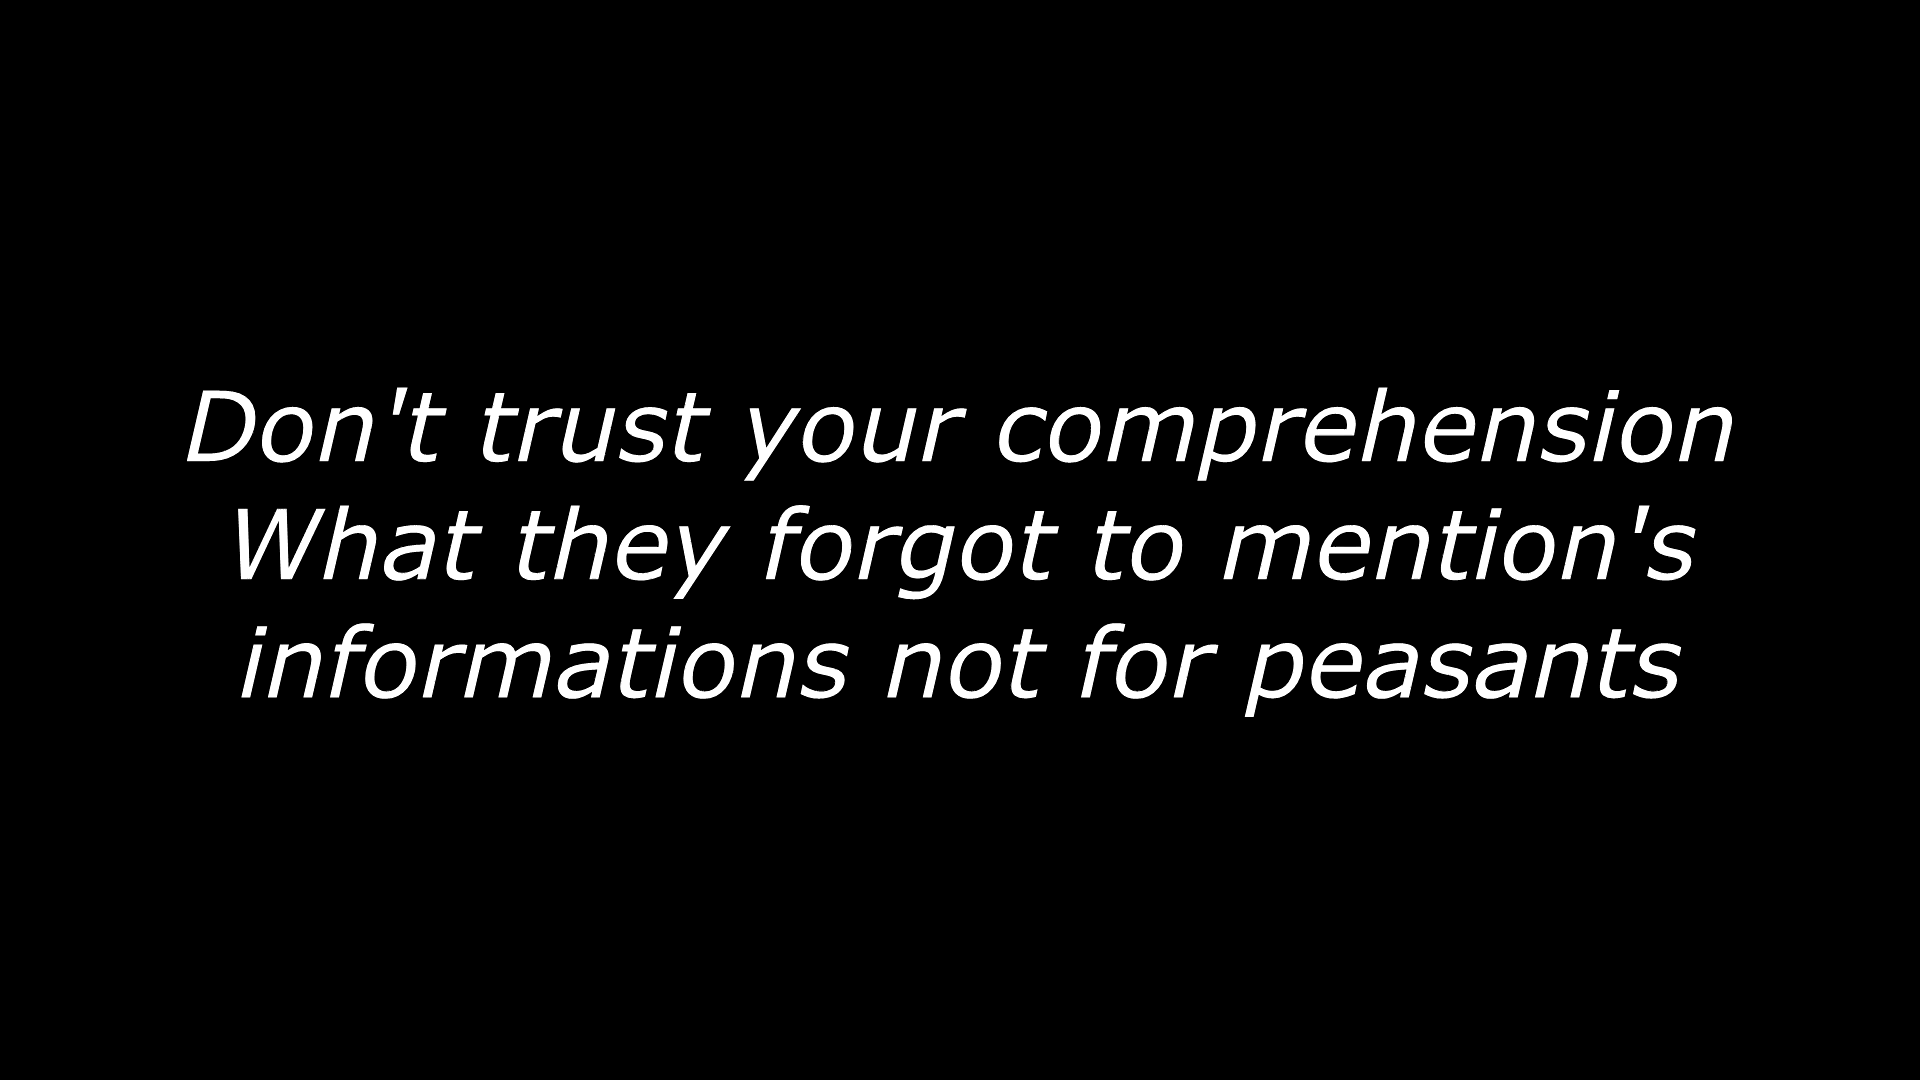 Don't trust your comprehension
What they forgot to mention's
informations not for peasants